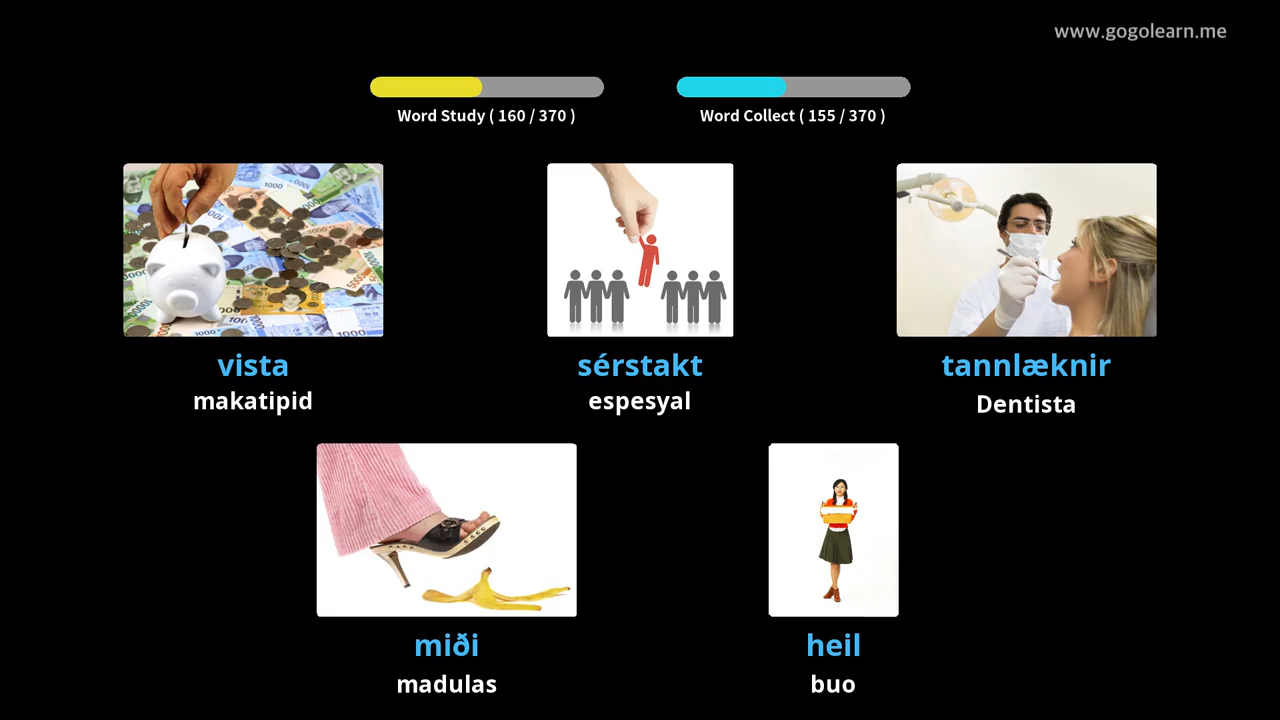 www.gogolearn.me
Word Study ( 160 / 370 )
Word Collect ( 155 / 370 )
vista
makatipid
sérstakt
espesyal
tannlæknir
Dentista
miði
madulas
heil
buo